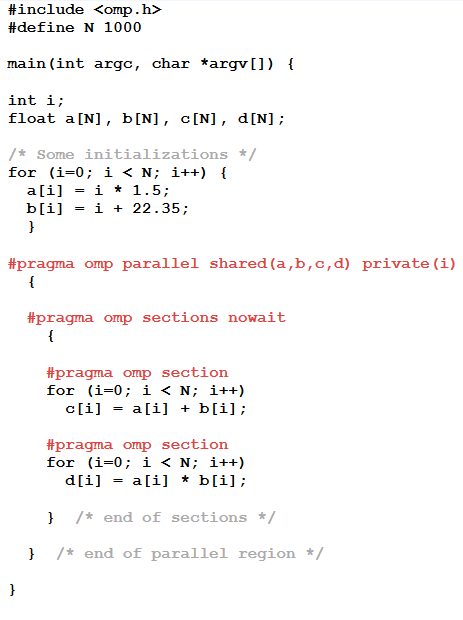 #include <omp.h>
#define N 1000
main(int argc, char *argv[]) {
int i;
float a[N], b[N], c[N], d[N];
/* Some initializations */
for (i=0; i < N; i++) {
a[i] = i * 1.5;
b[i] = i + 22.35;
}
#pragma omp parallel shared(a,b,c,d) private(i)
{
#pragma omp sections nowait
{
#pragma omp section
for (i=0; i < N; i++)
c[i] = a[i] + b[i];
#pragma omp section
for (i=0; i < N; i++)
d[i] = a[i] * b[i];
} /* end of sections */
} /* end of parallel region */
}